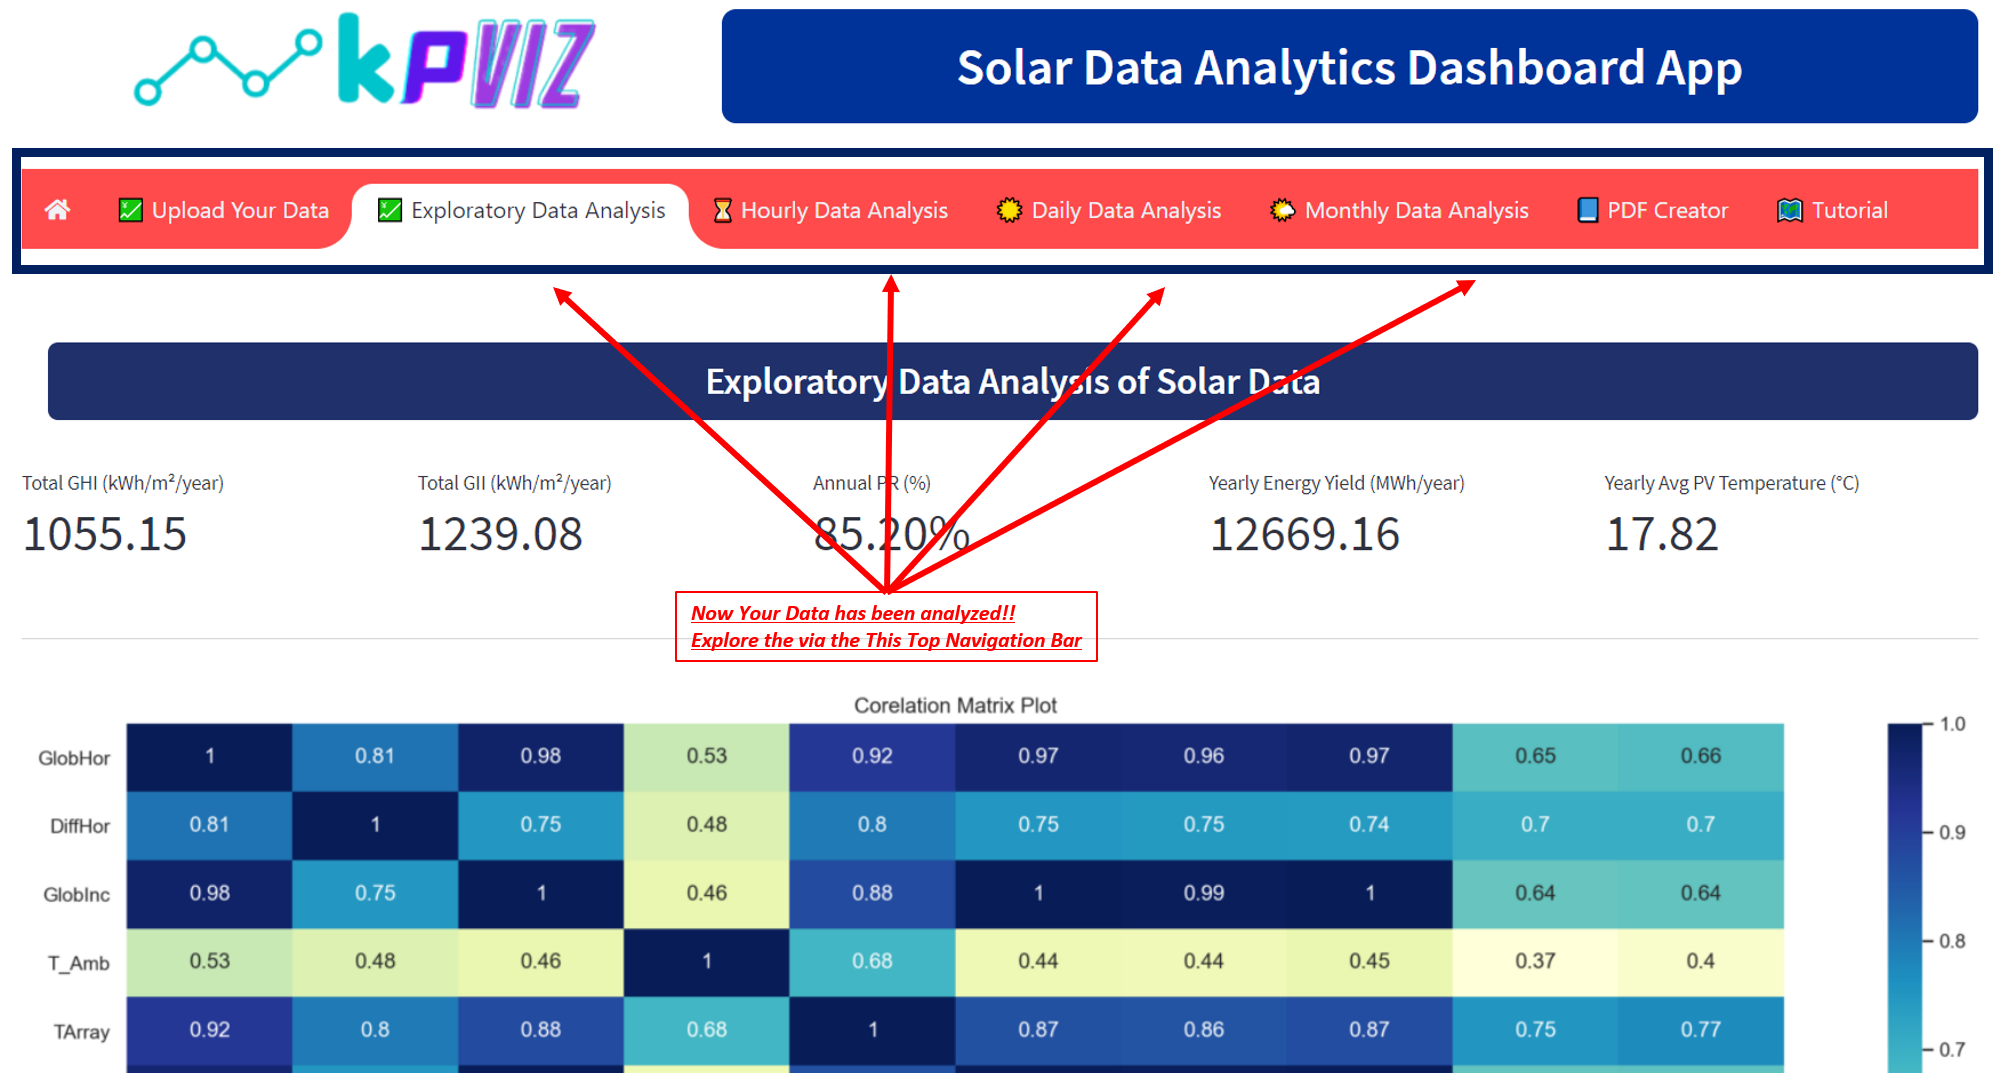 kpVIZ
Solar Data Analytics Dashboard App
Upload Your Data
Exploratory Data Analysis
Hourly Data Analysis
Daily Data Analysis
Monthly Data Analysis
PDF Creator
Tutorial
Exploratory Data Analysis of Solar Data
Total GHI (kWh/m²/year)
1055.15
Total GII (kWh/m²/year)
1239.08
Annual PR (%)
85.20%
Yearly Energy Yield (MWh/year)
12669.16
Yearly Avg PV Temperature (°C)
17.82
Now Your Data has been analyzed!!
Explore the via the This Top Navigation Bar
Corelation Matrix Plot
GlobHor 1 0.81 0.98 0.53 0.92 0.97 0.96 0.97 0.65 0.66
DiffHor 0.81 1 0.75 0.48 0.8 0.75 0.75 0.74 0.7 0.7
GlobInc 0.98 0.75 1 0.46 0.88 1 0.99 1 0.64 0.64
T_Amb 0.53 0.48 0.46 1 0.68 0.44 0.44 0.45 0.37 0.4
TArray 0.92 0.8 0.88 0.68 1 0.87 0.86 0.87 0.75 0.77
1.0
0.9
0.8
0.7